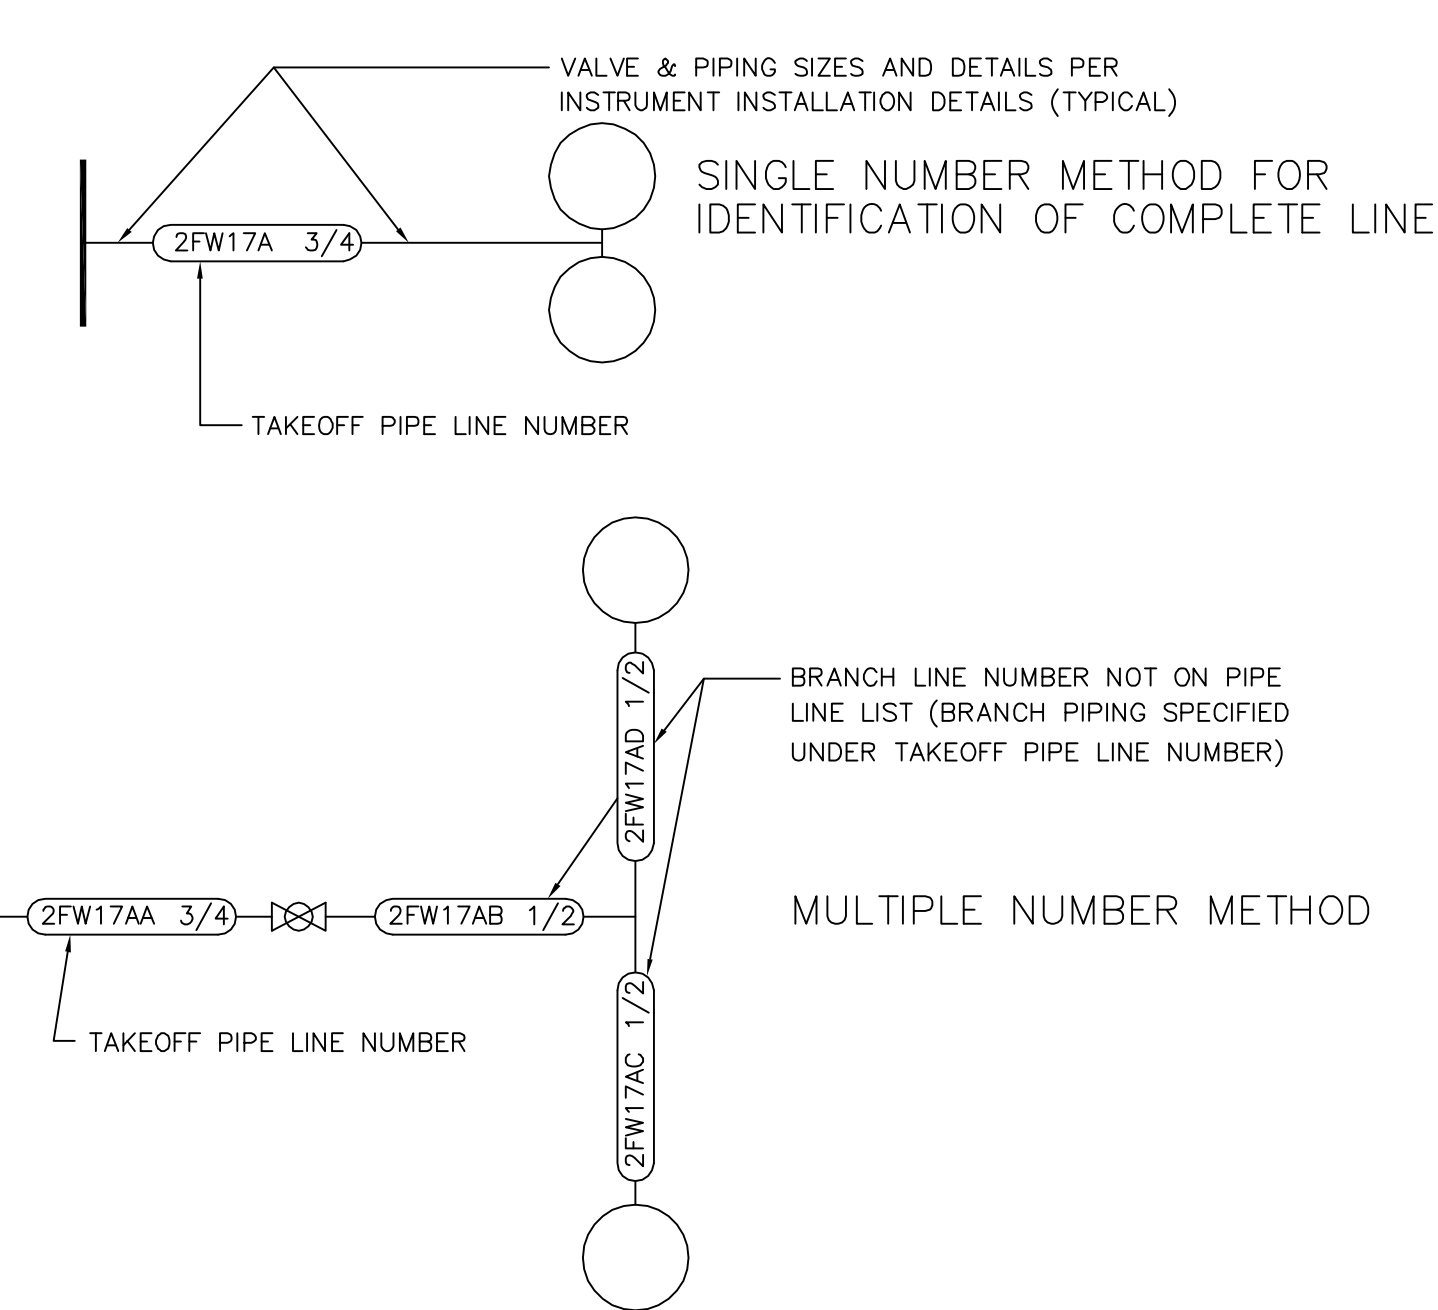 VALVE & PIPING SIZES AND DETAILS PER
INSTRUMENT INSTALLATION DETAILS (TYPICAL)
SINGLE NUMBER METHOD FOR
IDENTIFICATION OF COMPLETE LINE
2FW17A 3/4
TAKEOFF PIPE LINE NUMBER
2FW17AD 1/2
BRANCH LINE NUMBER NOT ON PIPE
LINE LIST (BRANCH PIPING SPECIFIED
UNDER TAKEOFF PIPE LINE NUMBER)
2FW17AA 3/4
2FW17AB 1/2
MULTIPLE NUMBER METHOD
2FW17AC 1/2
TAKEOFF PIPE LINE NUMBER